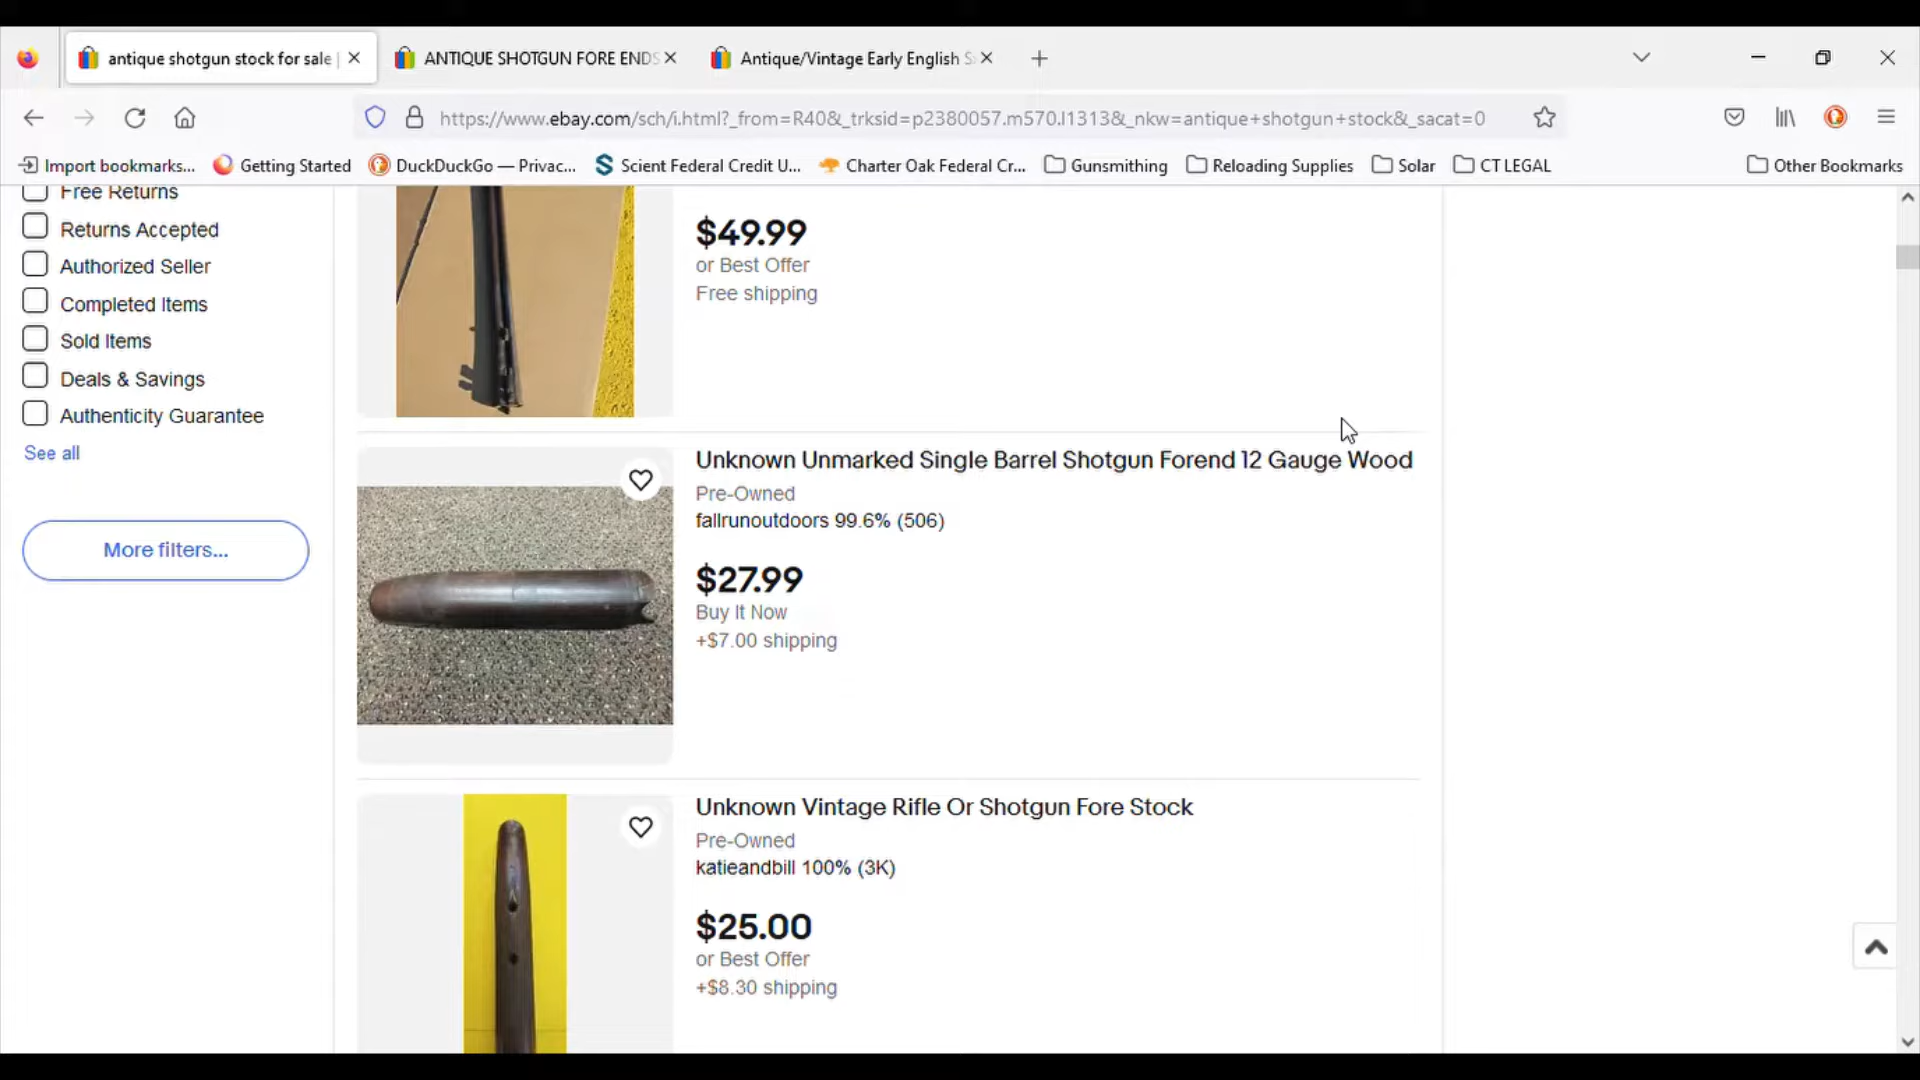 antique shotgun stock for sale |
ANTIQUE SHOTGUN FORE ENDS
Antique/Vintage Early English S
https://www.ebay.com/sch/i.html?_from=R40&_trksid=p2380057.m570.l1313&_nkw=antique+shotgun+stock&_sacat=0
Import bookmarks...
Getting Started
DuckDuckGo — Privac...
Scient Federal Credit U...
Charter Oak Federal Cr...
Gunsmithing
Reloading Supplies
Solar
CT LEGAL
Other Bookmarks
Free Returns
Returns Accepted
Authorized Seller
Completed Items
Sold Items
Deals & Savings
Authenticity Guarantee
See all
More filters...
$49.99
or Best Offer
Free shipping
Unknown Unmarked Single Barrel Shotgun Forend 12 Gauge Wood
Pre-Owned
fallrunoutdoors 99.6% (506)
$27.99
Buy It Now
+$7.00 shipping
Unknown Vintage Rifle Or Shotgun Fore Stock
Pre-Owned
katieandbill 100% (3K)
$25.00
or Best Offer
+$8.30 shipping